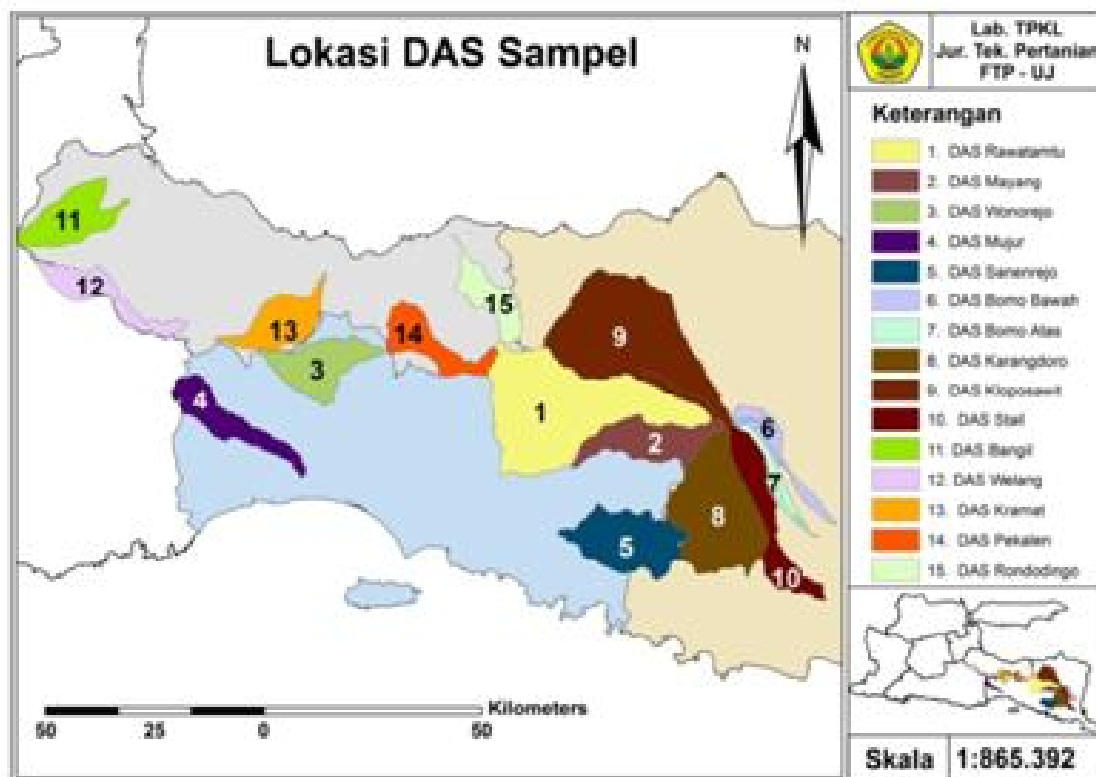 Lokasi DAS Sampel
N
11
12
13
14
15
3
4
9
1
2
6
7
8
5
10
Kilometers
50 25 0 50
Lab. TPKL
Jur. Tek. Pertanian
FTP - UJ
Keterangan
1. DAS Rawatamtu
2. DAS Mayang
3. DAS Wonorejo
4. DAS Mujur
5. DAS Sanenrejo
6. DAS Bomo Bawah
7. DAS Bomo Atas
8. DAS Karangdoro
9. DAS Kloposawit
10. DAS Stail
11. DAS Bangil
12. DAS Welang
13. DAS Kramat
14. DAS Pekalen
15. DAS Rondodingo
Skala 1:865.392